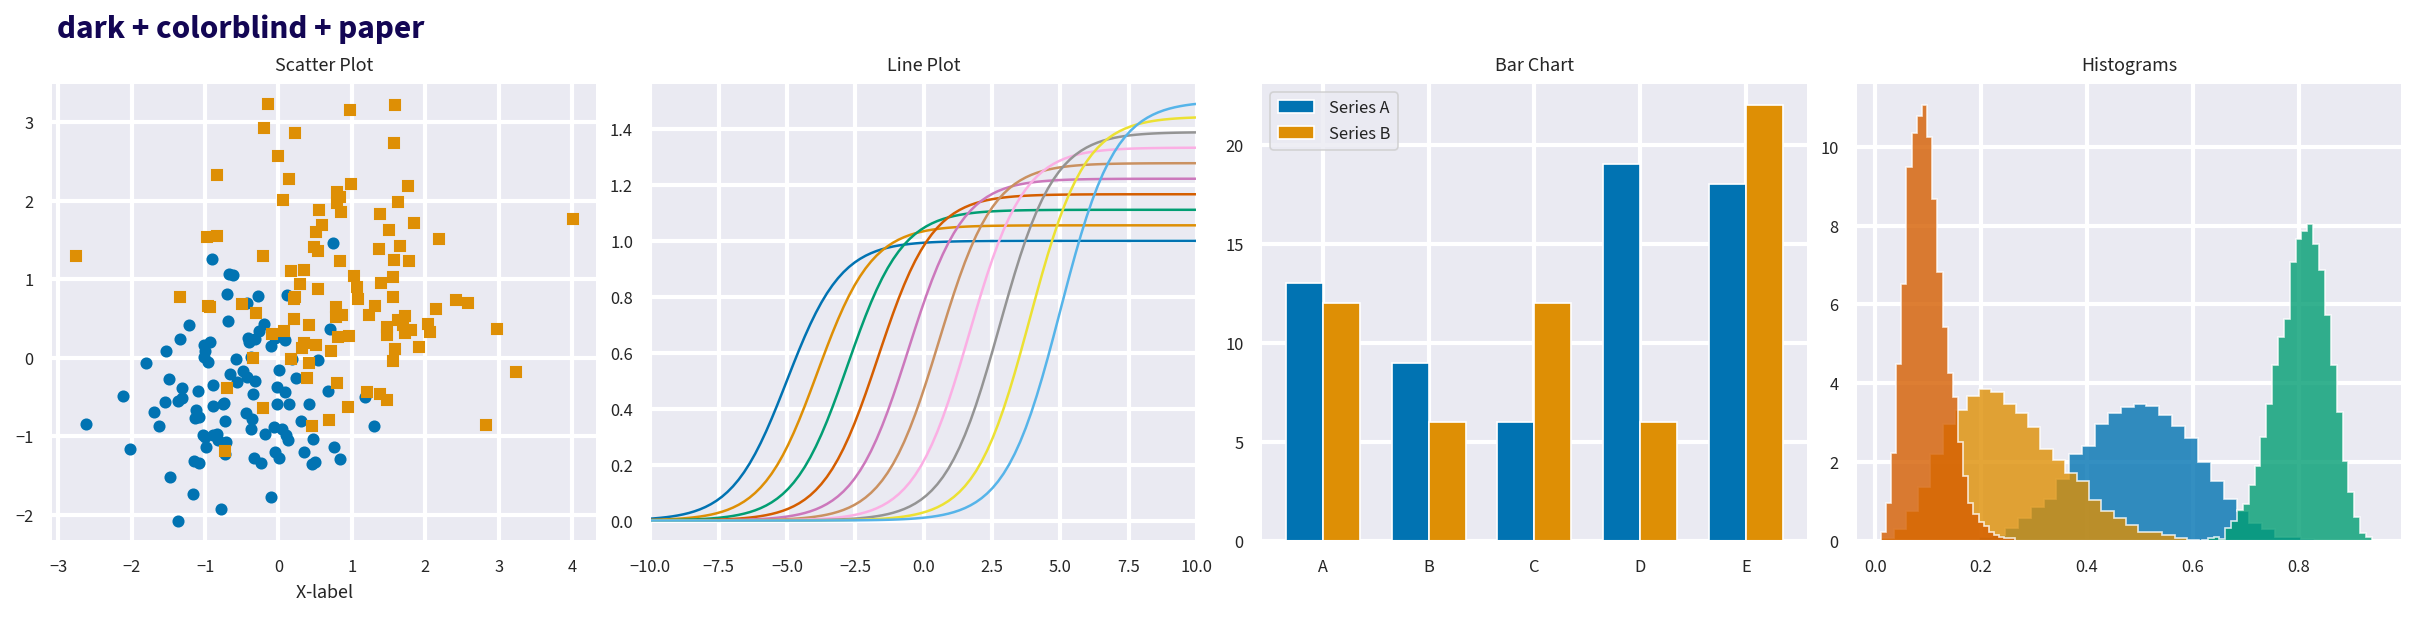 dark + colorblind + paper
Scatter Plot
3
2
1
0
−1
−2
−3 −2 −1 0 1 2 3 4
X-label
Line Plot
1.4
1.2
1.0
0.8
0.6
0.4
0.2
0.0
−10.0 −7.5 −5.0 −2.5 0.0 2.5 5.0 7.5 10.0
Bar Chart
Series A
Series B
20
15
10
5
0
A B C D E
Histograms
10
8
6
4
2
0
0.0 0.2 0.4 0.6 0.8